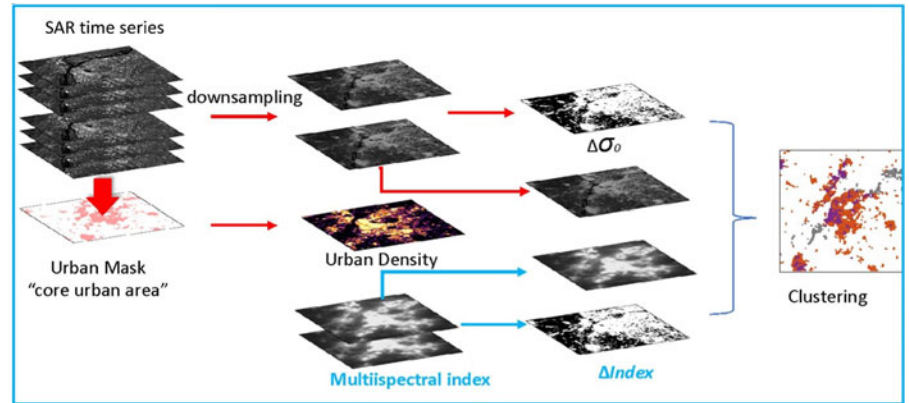 SAR time series
downsampling
Δσ₀
Urban Mask
“core urban area”
Urban Density
Clustering
Multiispectral index
ΔIndex